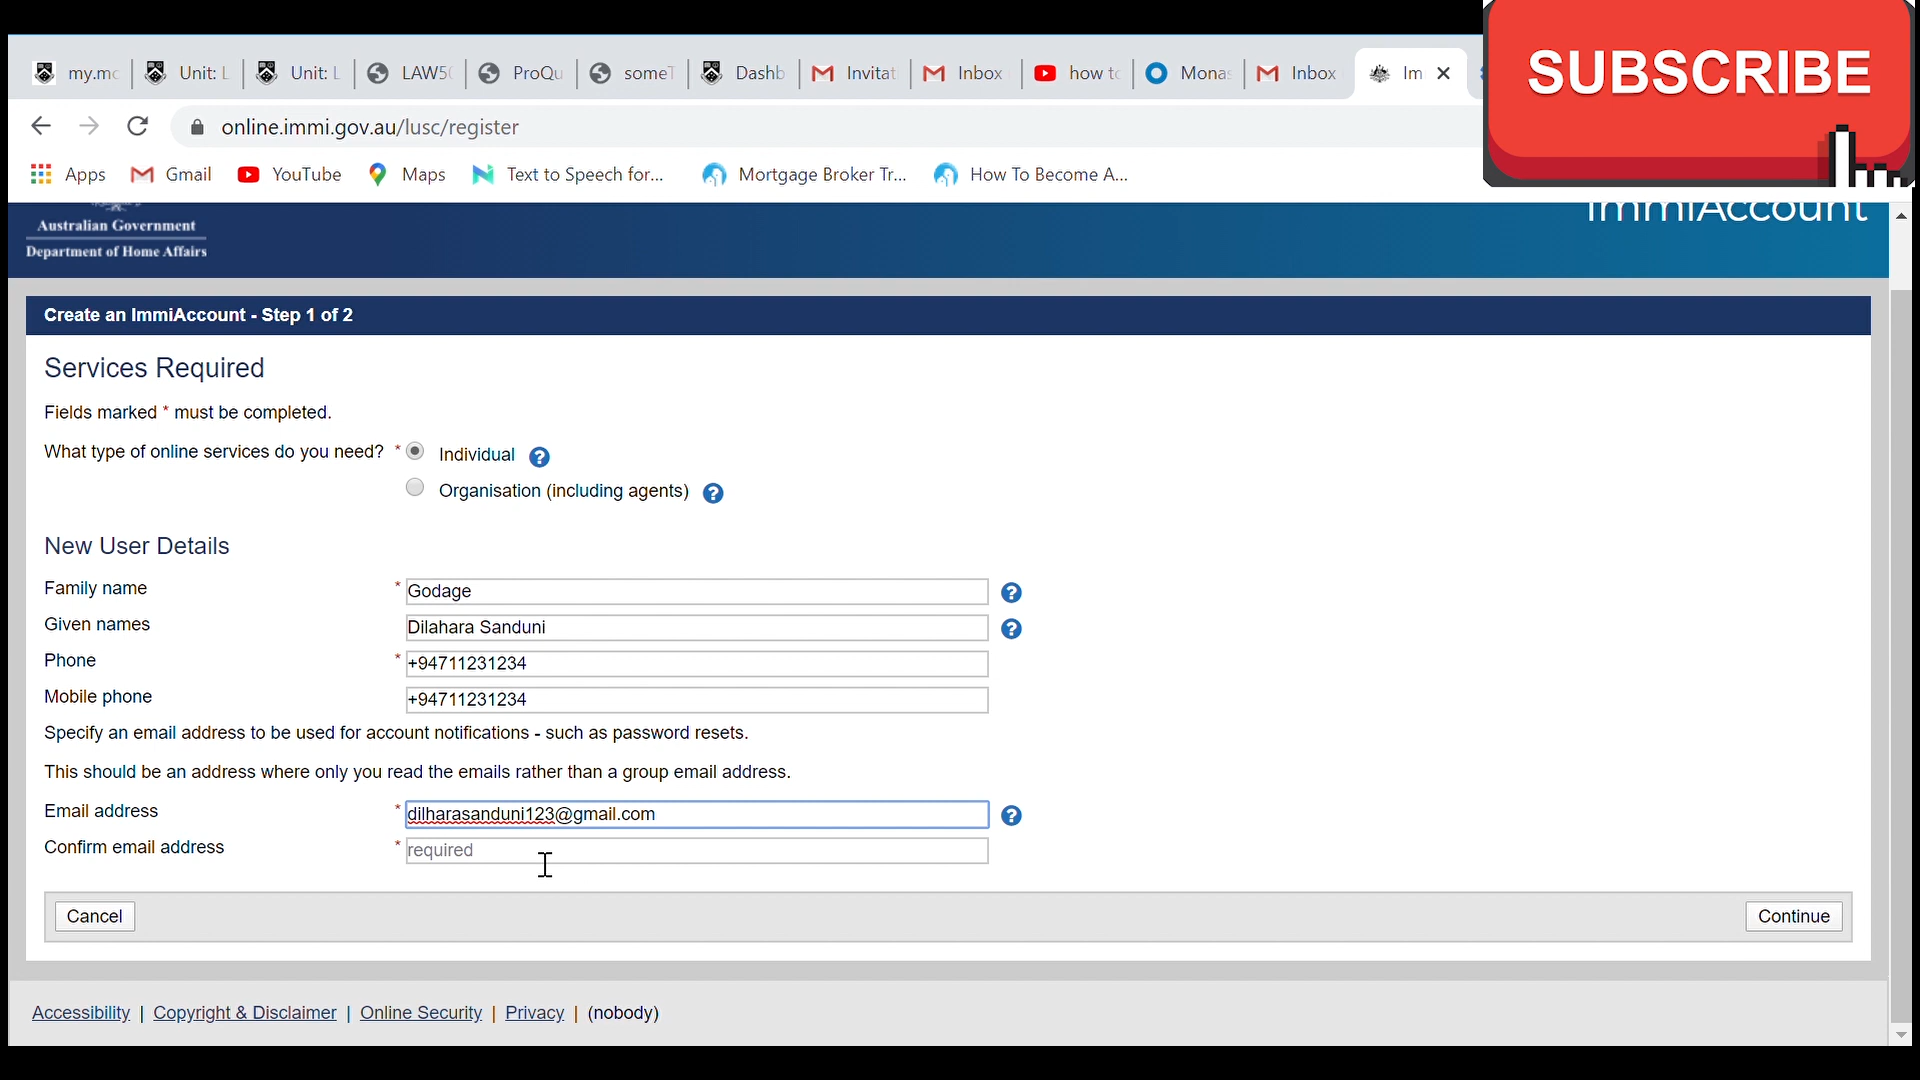 SUBSCRIBE
my.mo
Unit: L
Unit: L
LAW50
ProQu
someT
Dashb
Invitat
Inbox
how to
Monas
Inbox
Im
online.immi.gov.au/lusc/register
Apps
Gmail
YouTube
Maps
Text to Speech for...
Mortgage Broker Tr...
How To Become A...
Australian Government
Department of Home Affairs
ImmiAccount
Create an ImmiAccount - Step 1 of 2
Services Required
Fields marked * must be completed.
What type of online services do you need? * Individual ?
Organisation (including agents) ?
New User Details
Family name * Godage ?
Given names Dilahara Sanduni ?
Phone * +94711231234
Mobile phone +94711231234
Specify an email address to be used for account notifications - such as password resets.
This should be an address where only you read the emails rather than a group email address.
Email address * dilharasanduni123@gmail.com ?
Confirm email address * required
Cancel
Continue
Accessibility | Copyright & Disclaimer | Online Security | Privacy | (nobody)